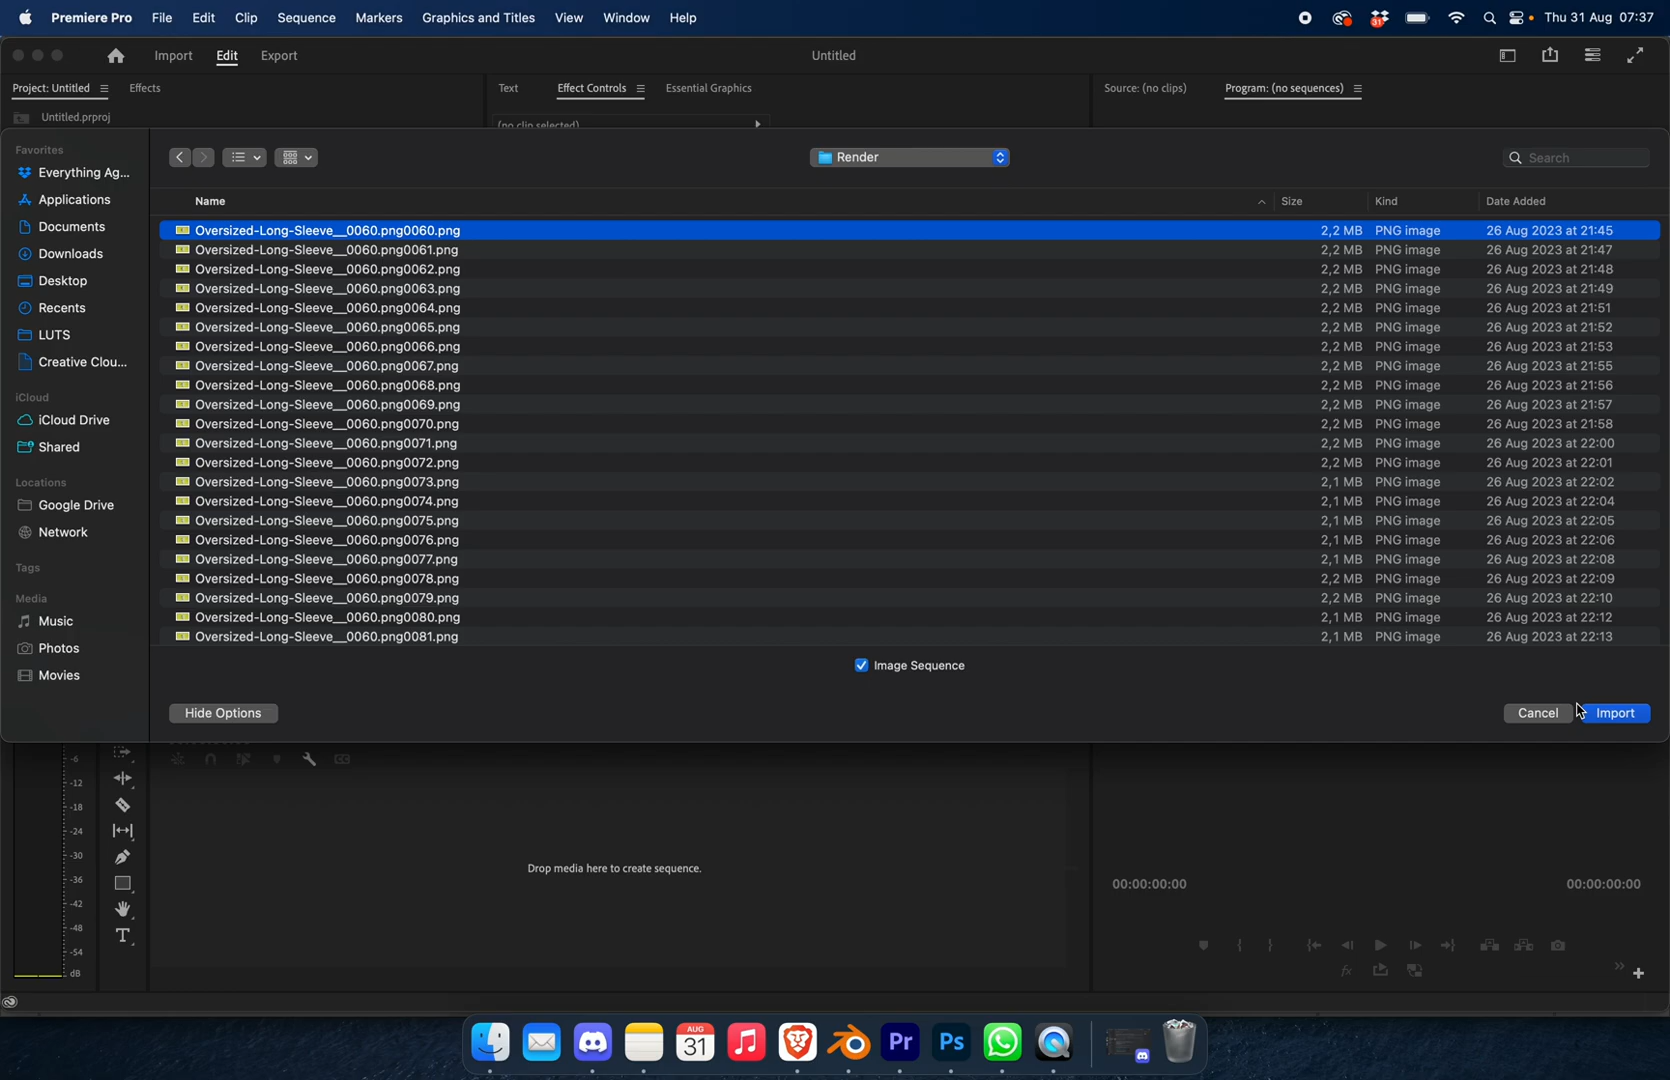 Premiere Pro File Edit Clip Sequence Markers Graphics and Titles View Window Help 31 Thu 31 Aug 07:37
Import Edit Export Untitled
Project: Untitled Effects Text Effect Controls Essential Graphics Source: (no clips) Program: (no sequences)
Untitled.prproj (no clip selected)
Favorites
Everything Ag...
Applications
Documents
Downloads
Desktop
Recents
LUTS
Creative Clou...
iCloud
iCloud Drive
Shared
Locations
Google Drive
Network
Tags
Media
Music
Photos
Movies
Render Search
Name Size Kind Date Added
Oversized-Long-Sleeve__0060.png0060.png 2,2 MB PNG image 26 Aug 2023 at 21:45
Oversized-Long-Sleeve__0060.png0061.png 2,2 MB PNG image 26 Aug 2023 at 21:47
Oversized-Long-Sleeve__0060.png0062.png 2,2 MB PNG image 26 Aug 2023 at 21:48
Oversized-Long-Sleeve__0060.png0063.png 2,2 MB PNG image 26 Aug 2023 at 21:49
Oversized-Long-Sleeve__0060.png0064.png 2,2 MB PNG image 26 Aug 2023 at 21:51
Oversized-Long-Sleeve__0060.png0065.png 2,2 MB PNG image 26 Aug 2023 at 21:52
Oversized-Long-Sleeve__0060.png0066.png 2,2 MB PNG image 26 Aug 2023 at 21:53
Oversized-Long-Sleeve__0060.png0067.png 2,2 MB PNG image 26 Aug 2023 at 21:55
Oversized-Long-Sleeve__0060.png0068.png 2,2 MB PNG image 26 Aug 2023 at 21:56
Oversized-Long-Sleeve__0060.png0069.png 2,2 MB PNG image 26 Aug 2023 at 21:57
Oversized-Long-Sleeve__0060.png0070.png 2,2 MB PNG image 26 Aug 2023 at 21:58
Oversized-Long-Sleeve__0060.png0071.png 2,2 MB PNG image 26 Aug 2023 at 22:00
Oversized-Long-Sleeve__0060.png0072.png 2,2 MB PNG image 26 Aug 2023 at 22:01
Oversized-Long-Sleeve__0060.png0073.png 2,1 MB PNG image 26 Aug 2023 at 22:02
Oversized-Long-Sleeve__0060.png0074.png 2,1 MB PNG image 26 Aug 2023 at 22:04
Oversized-Long-Sleeve__0060.png0075.png 2,1 MB PNG image 26 Aug 2023 at 22:05
Oversized-Long-Sleeve__0060.png0076.png 2,1 MB PNG image 26 Aug 2023 at 22:06
Oversized-Long-Sleeve__0060.png0077.png 2,1 MB PNG image 26 Aug 2023 at 22:08
Oversized-Long-Sleeve__0060.png0078.png 2,2 MB PNG image 26 Aug 2023 at 22:09
Oversized-Long-Sleeve__0060.png0079.png 2,2 MB PNG image 26 Aug 2023 at 22:10
Oversized-Long-Sleeve__0060.png0080.png 2,1 MB PNG image 26 Aug 2023 at 22:12
Oversized-Long-Sleeve__0060.png0081.png 2,1 MB PNG image 26 Aug 2023 at 22:13
Image Sequence
Hide Options Cancel Import
-6
-12
-18
-24
-30
-36
-42
-48
-54
dB
T
CC
Drop media here to create sequence.
00:00:00:00 00:00:00:00
fx
AUG
31
Pr
Ps